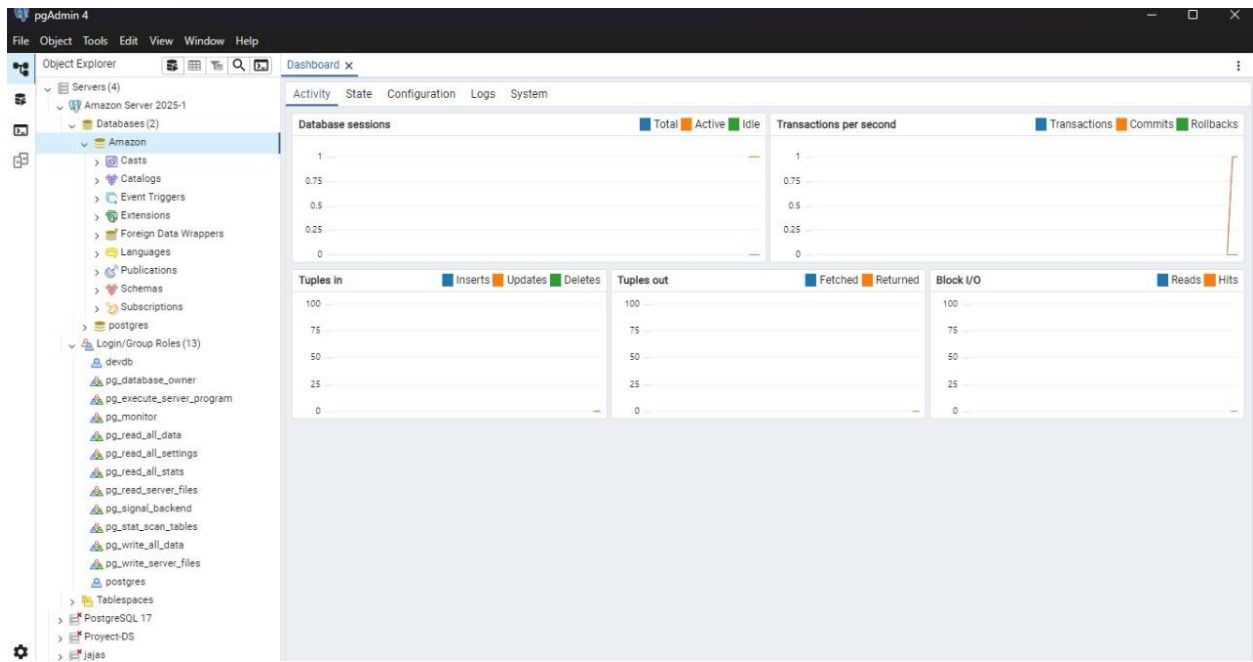 pgAdmin 4
File Object Tools Edit View Window Help
Object Explorer
Servers (4)
Amazon Server 2025-1
Databases (2)
Amazon
Casts
Catalogs
Event Triggers
Extensions
Foreign Data Wrappers
Languages
Publications
Schemas
Subscriptions
postgres
Login/Group Roles (13)
devdb
pg_database_owner
pg_execute_server_program
pg_monitor
pg_read_all_data
pg_read_all_settings
pg_read_all_stats
pg_read_server_files
pg_signal_backend
pg_stat_scan_tables
pg_write_all_data
pg_write_server_files
postgres
Tablespaces
PostgreSQL 17
Proyect-DS
jajas
Dashboard
Activity State Configuration Logs System
Database sessions Total Active Idle
1
0.75
0.5
0.25
0
Transactions per second Transactions Commits Rollbacks
1
0.75
0.5
0.25
0
Tuples in Inserts Updates Deletes
100
75
50
25
0
Tuples out Fetched Returned
100
75
50
25
0
Block I/O Reads Hits
100
75
50
25
0